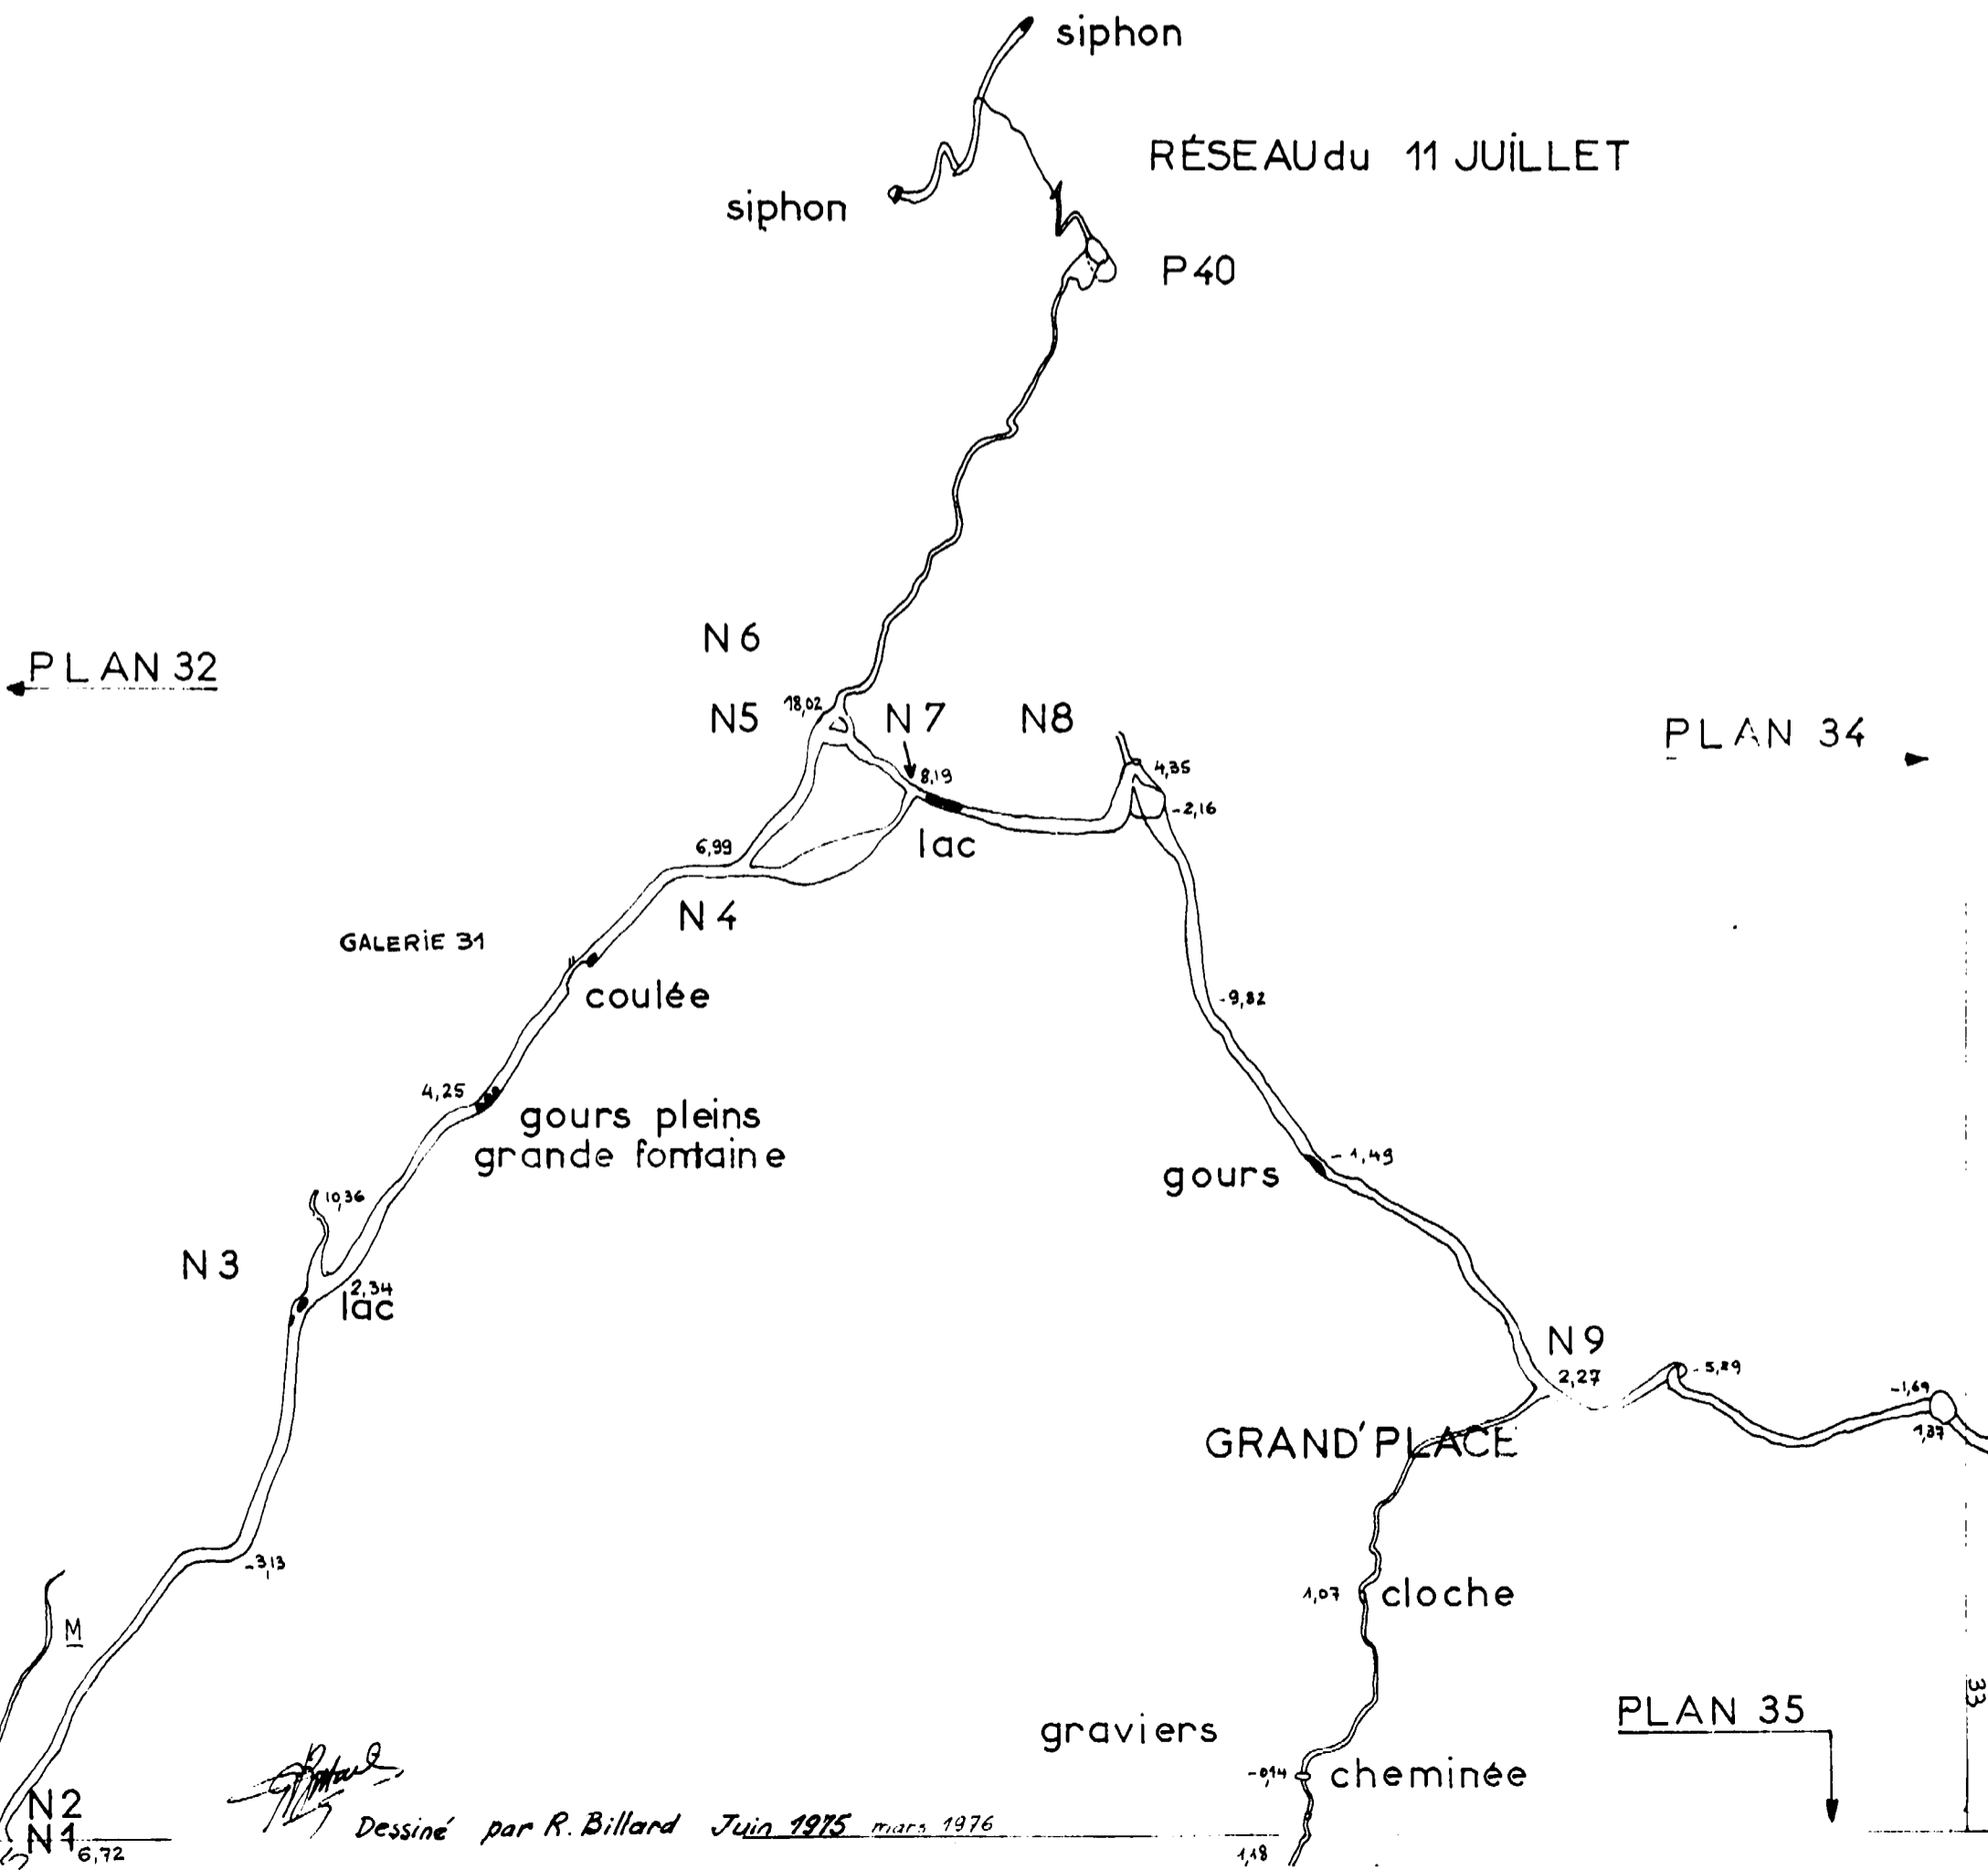 siphon
RÉSEAU du 11 JUILLET
siphon
P40
N6
PLAN 32
N5
18,02
N7
N8
PLAN 34
8,19
4,35
-2,16
lac
6,99
N4
GALERIE 31
coulée
-9,82
4,25
gours pleins
grande fontaine
-1,49
gours
10,36
N3
2,34
lac
N9
2,27
-5,89
-1,69
1,37
GRAND'PLACE
-3,13
1,07
cloche
M
33
PLAN 35
graviers
-0,14
cheminée
N2
N1
6,72
Dessiné par R. Billard Juin 1975 mars 1976
1,18